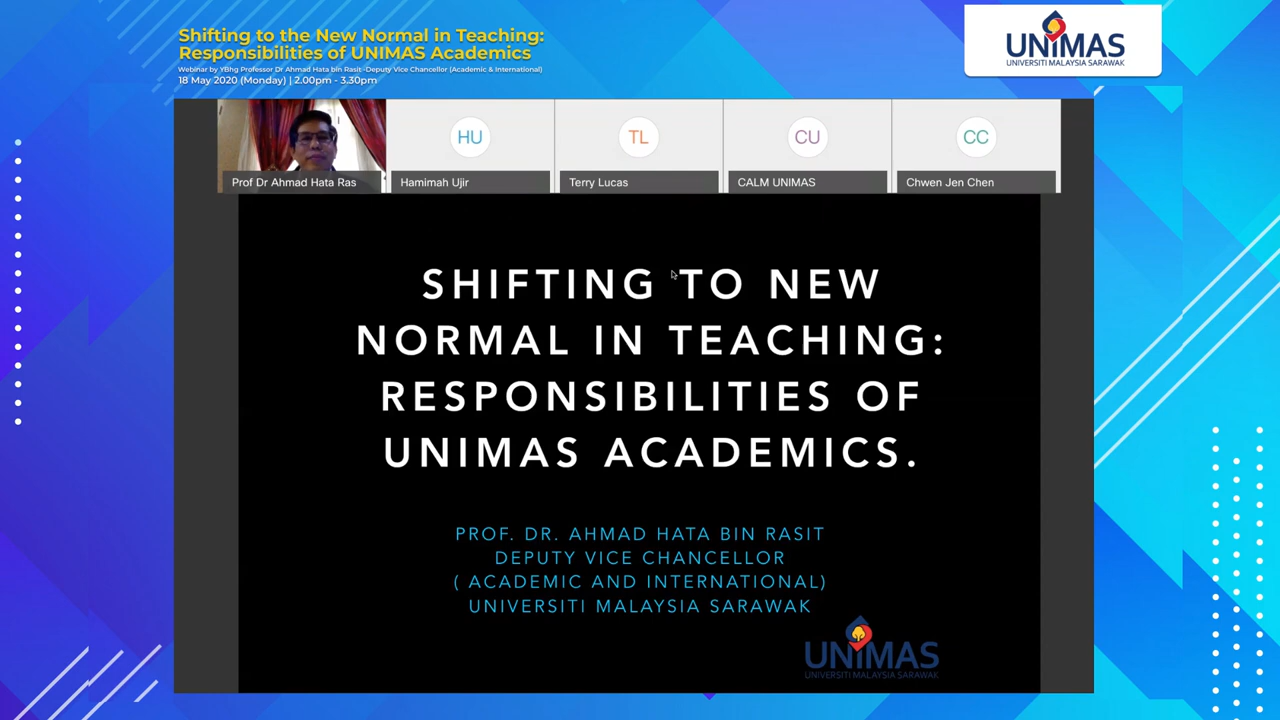 Shifting to the New Normal in Teaching:
Responsibilities of UNIMAS Academics
Webinar by YBhg Professor Dr Ahmad Hata bin Rasit -Deputy Vice Chancellor (Academic & International)
18 May 2020 (Monday) | 2.00pm - 3.30pm
UNIMAS
UNIVERSITI MALAYSIA SARAWAK
HU
TL
CU
CC
Prof Dr Ahmad Hata Ras
Hamimah Ujir
Terry Lucas
CALM UNIMAS
Chwen Jen Chen
SHIFTING TO NEW
NORMAL IN TEACHING:
RESPONSIBILITIES OF
UNIMAS ACADEMICS.
PROF. DR. AHMAD HATA BIN RASIT
DEPUTY VICE CHANCELLOR
( ACADEMIC AND INTERNATIONAL)
UNIVERSITI MALAYSIA SARAWAK
UNIMAS
UNIVERSITI MALAYSIA SARAWAK